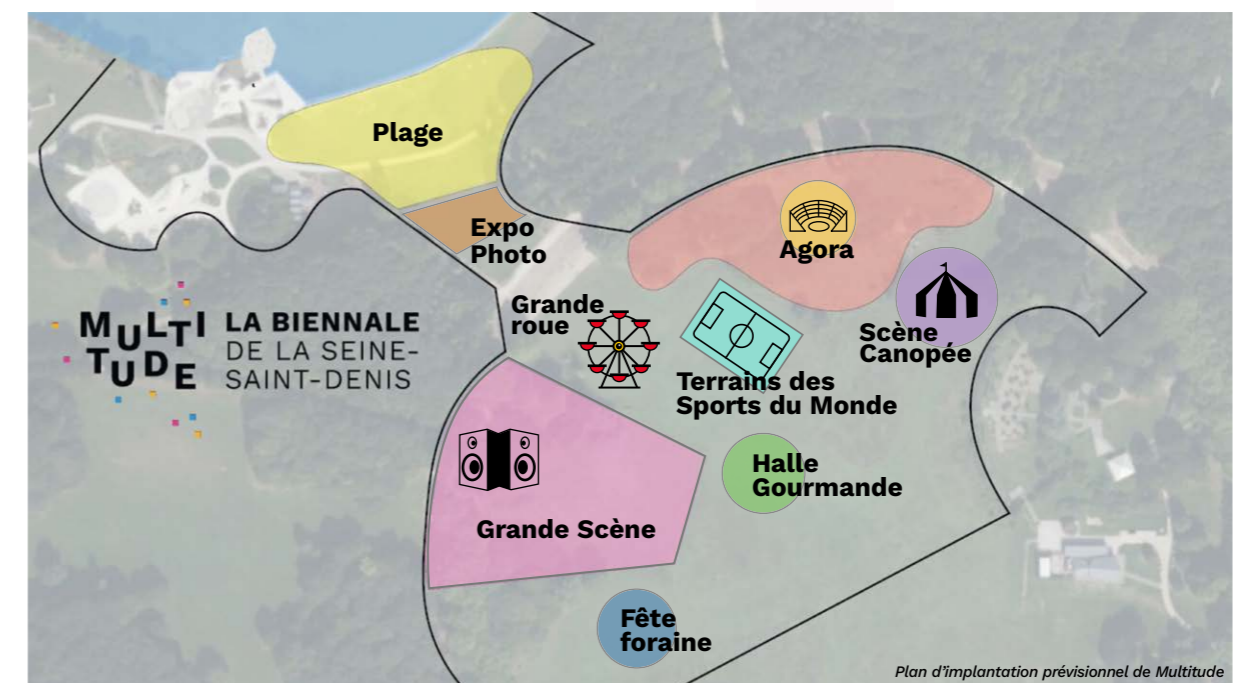 Plage
Expo
Photo
Agora
Grande
roue
Scène
Canopée
MULTI
TUDE
LA BIENNALE
DE LA SEINE-
SAINT-DENIS
Terrains des
Sports du Monde
Halle
Gourmande
Grande Scène
Fête
foraine
Plan d'implantation prévisionnel de Multitude